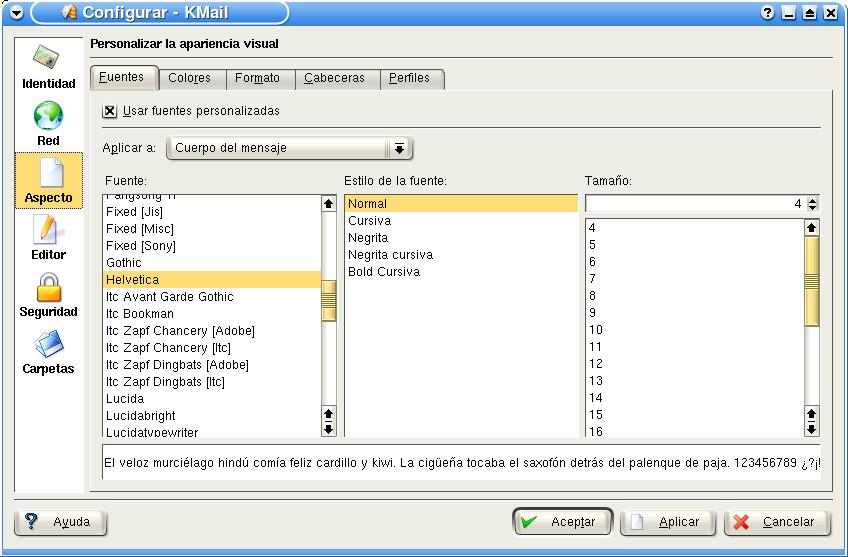 Configurar - KMail
Personalizar la apariencia visual
Identidad
Red
Aspecto
Editor
Seguridad
Carpetas
Fuentes Colores Formato Cabeceras Perfiles
Usar fuentes personalizadas
Aplicar a: Cuerpo del mensaje
Fuente:
Fangsong Ti
Fixed [Jis]
Fixed [Misc]
Fixed [Sony]
Gothic
Helvetica
Itc Avant Garde Gothic
Itc Bookman
Itc Zapf Chancery [Adobe]
Itc Zapf Chancery [Itc]
Itc Zapf Dingbats [Adobe]
Itc Zapf Dingbats [Itc]
Lucida
Lucidabright
Lucidatypewriter
Estilo de la fuente:
Normal
Cursiva
Negrita
Negrita cursiva
Bold Cursiva
Tamaño:
4
4
5
6
7
8
9
10
11
12
13
14
15
16
El veloz murciélago hindú comía feliz cardillo y kiwi. La cigüeña tocaba el saxofón detrás del palenque de paja. 123456789 ¿?¡!
Ayuda Aceptar Aplicar Cancelar